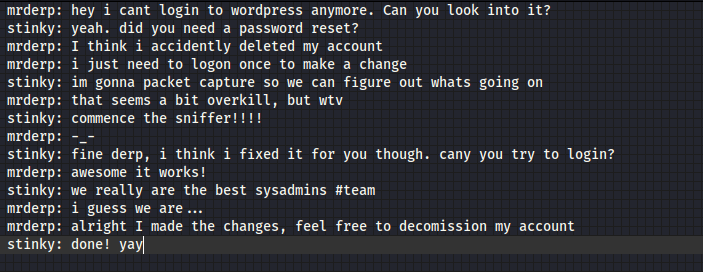 mrderp: hey i cant login to wordpress anymore. Can you look into it?
stinky: yeah. did you need a password reset?
mrderp: I think i accidently deleted my account
mrderp: i just need to logon once to make a change
stinky: im gonna packet capture so we can figure out whats going on
mrderp: that seems a bit overkill, but wtv
stinky: commence the sniffer!!!!
mrderp: -_-
stinky: fine derp, i think i fixed it for you though. cany you try to login?
mrderp: awesome it works!
stinky: we really are the best sysadmins #team
mrderp: i guess we are...
mrderp: alright I made the changes, feel free to decomission my account
stinky: done! yay